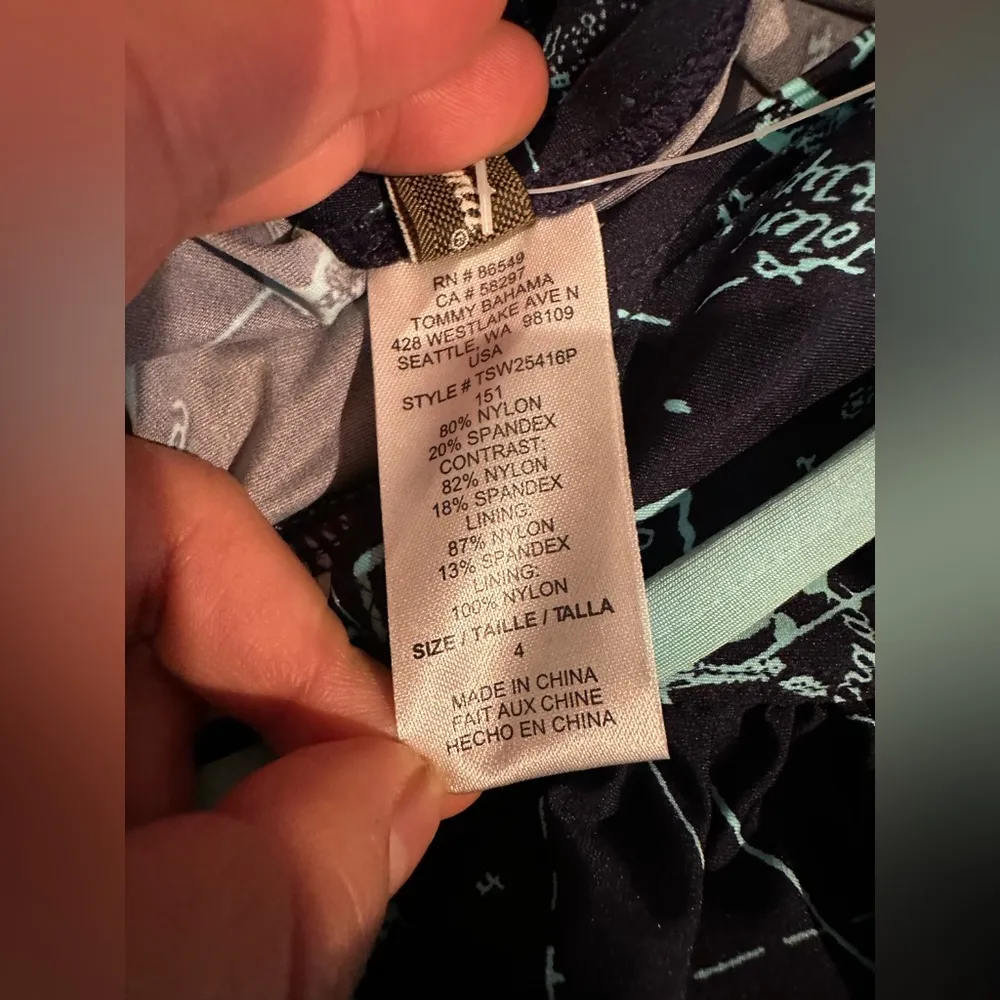 RN # 86549
CA # 58297
TOMMY BAHAMA
428 WESTLAKE AVE N
SEATTLE, WA 98109
USA
STYLE # TSW25416P
151
80% NYLON
20% SPANDEX
CONTRAST:
82% NYLON
18% SPANDEX
LINING:
87% NYLON
13% SPANDEX
LINING:
100% NYLON
SIZE / TAILLE / TALLA
4
MADE IN CHINA
FAIT AUX CHINE
HECHO EN CHINA